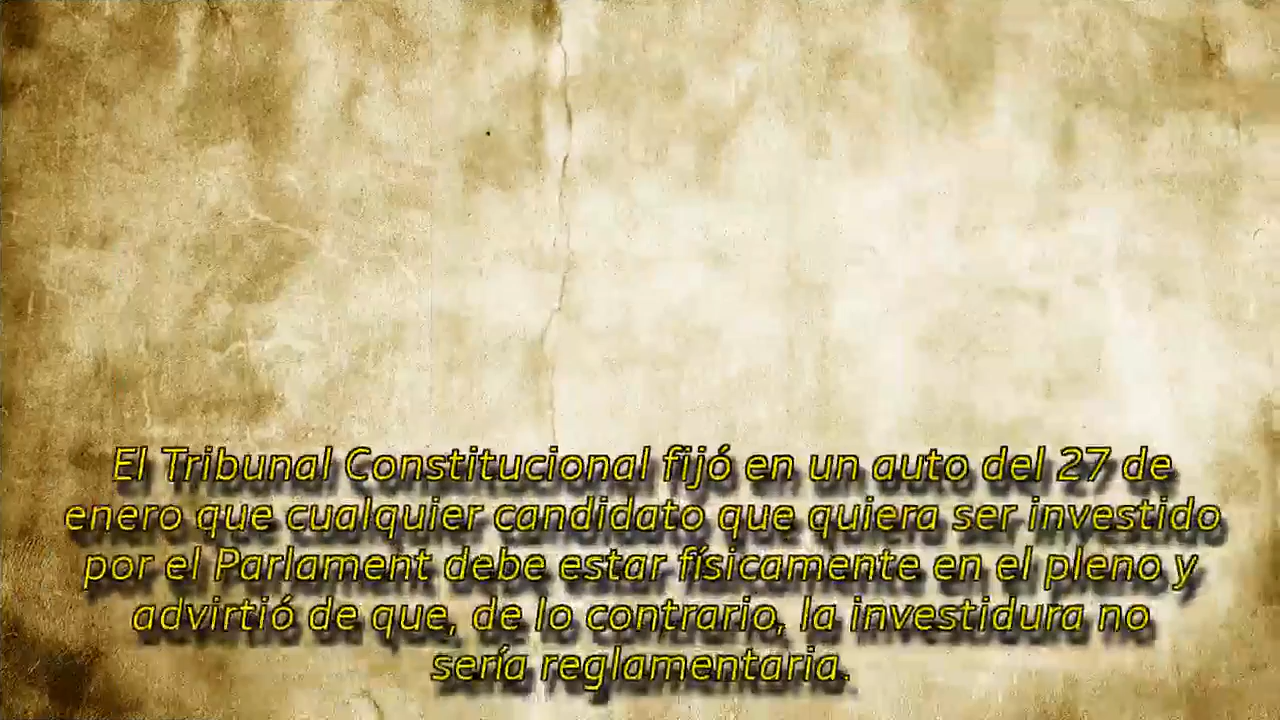 El Tribunal Constitucional fijó en un auto del 27 de
enero que cualquier candidato que quiera ser investido
por el Parlament debe estar físicamente en el pleno y
advirtió de que, de lo contrario, la investidura no
sería reglamentaria.